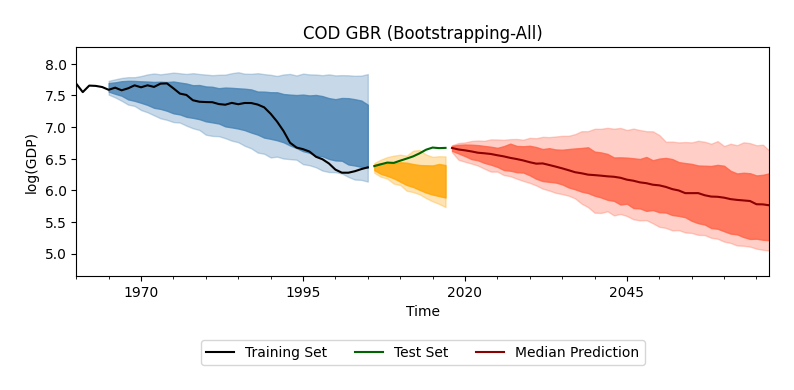 COD GBR (Bootstrapping-All)
log(GDP)
8.0
7.5
7.0
6.5
6.0
5.5
5.0
1970 1995 2020 2045
Time
Training Set Test Set Median Prediction